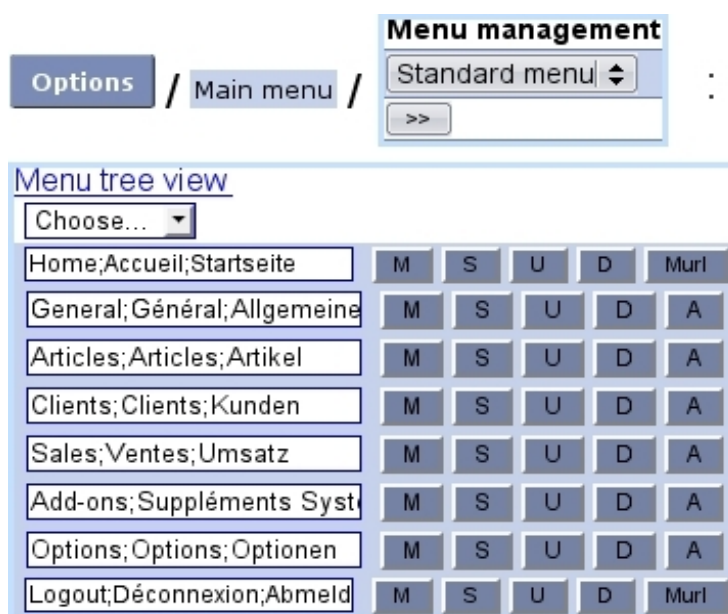 Menu management
Options / Main menu / Standard menu :
>>
Menu tree view
Choose...
Home;Accueil;Startseite M S U D Murl
General;Général;Allgemeine M S U D A
Articles;Articles;Artikel M S U D A
Clients;Clients;Kunden M S U D A
Sales;Ventes;Umsatz M S U D A
Add-ons;Suppléments Syst M S U D A
Options;Options;Optionen M S U D A
Logout;Déconnexion;Abmeld M S U D Murl